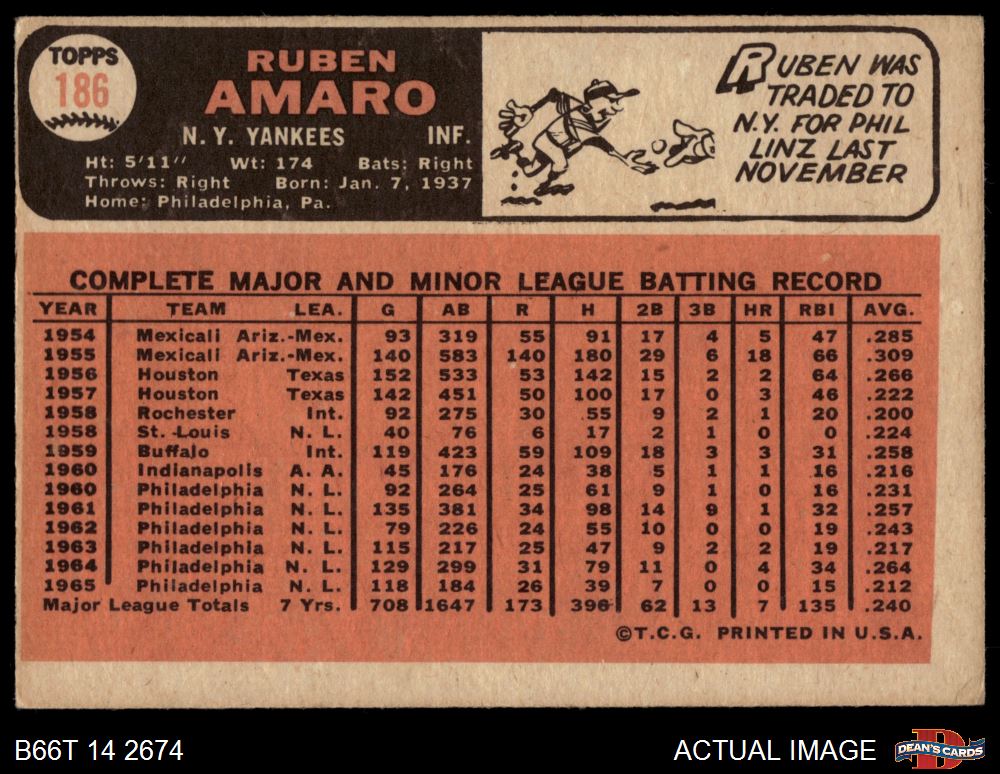 TOPPS
186
RUBEN
AMARO
N. Y. YANKEES INF.
Ht: 5'11" Wt: 174 Bats: Right
Throws: Right Born: Jan. 7, 1937
Home: Philadelphia, Pa.
RUBEN WAS
TRADED TO
N.Y. FOR PHIL
LINZ LAST
NOVEMBER
COMPLETE MAJOR AND MINOR LEAGUE BATTING RECORD
YEAR TEAM LEA. G AB R H 2B 3B HR RBI AVG.
1954 Mexicali Ariz.-Mex. 93 319 55 91 17 4 5 47 .285
1955 Mexicali Ariz.-Mex. 140 583 140 180 29 6 18 66 .309
1956 Houston Texas 152 533 53 142 15 2 2 64 .266
1957 Houston Texas 142 451 50 100 17 0 3 46 .222
1958 Rochester Int. 92 275 30 55 9 2 1 20 .200
1958 St. Louis N. L. 40 76 6 17 2 1 0 0 .224
1959 Buffalo Int. 119 423 59 109 18 3 3 31 .258
1960 Indianapolis A. A. 45 176 24 38 5 1 1 16 .216
1960 Philadelphia N. L. 92 264 25 61 9 1 0 16 .231
1961 Philadelphia N. L. 135 381 34 98 14 9 1 32 .257
1962 Philadelphia N. L. 79 226 24 55 10 0 0 19 .243
1963 Philadelphia N. L. 115 217 25 47 9 2 2 19 .217
1964 Philadelphia N. L. 129 299 31 79 11 0 4 34 .264
1965 Philadelphia N. L. 118 184 26 39 7 0 0 15 .212
Major League Totals 7 Yrs. 708 1647 173 396 62 13 7 135 .240
©T.C.G. PRINTED IN U.S.A.
B66T 14 2674
ACTUAL IMAGE
DEAN'S CARDS